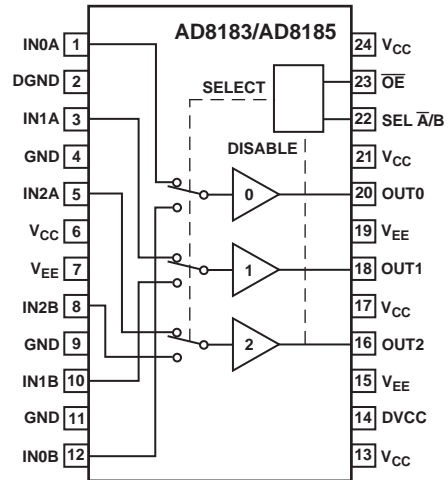 AD8183/AD8185
IN0A 1
DGND 2
IN1A 3
GND 4
IN2A 5
VCC 6
VEE 7
IN2B 8
GND 9
IN1B 10
GND 11
IN0B 12
SELECT
DISABLE
0
1
2
24 VCC
23 O̅E̅
22 SEL A̅/B
21 VCC
20 OUT0
19 VEE
18 OUT1
17 VCC
16 OUT2
15 VEE
14 DVCC
13 VCC